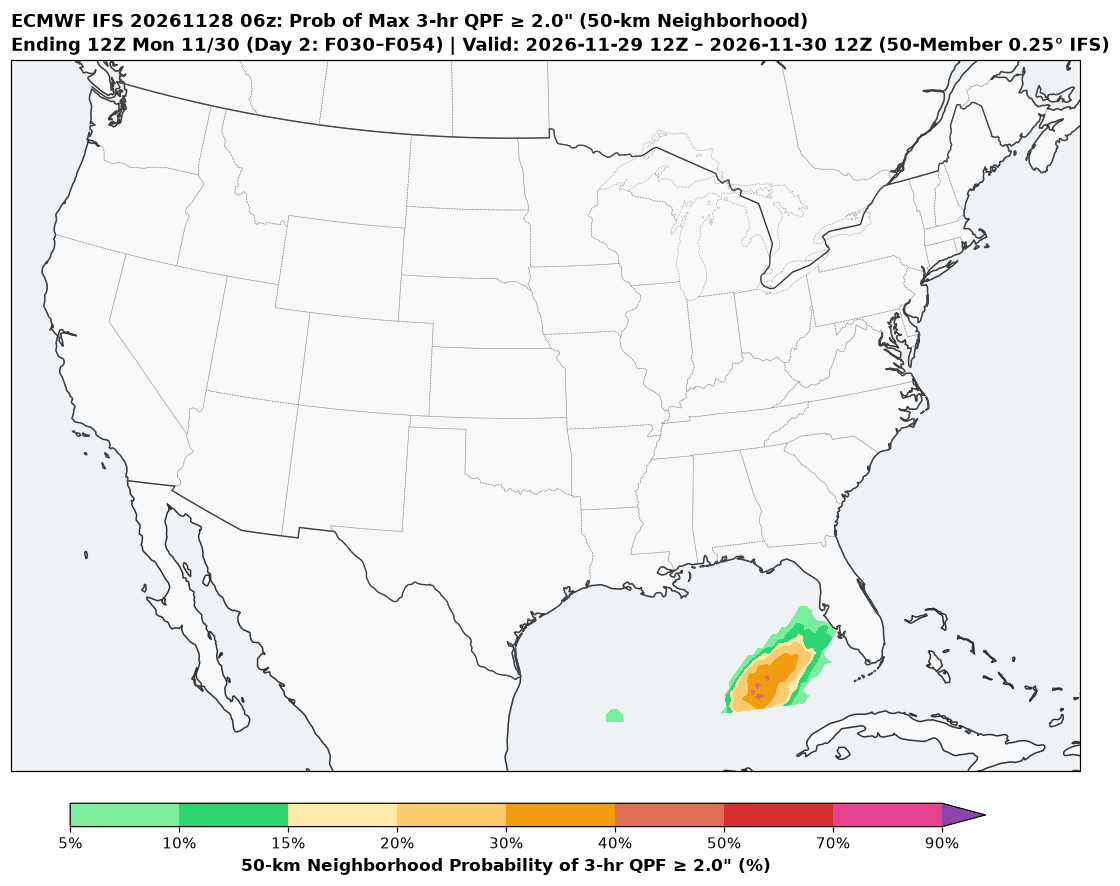 ECMWF IFS 20261128 06z: Prob of Max 3-hr QPF ≥ 2.0" (50-km Neighborhood)
Ending 12Z Mon 11/30 (Day 2: F030–F054) | Valid: 2026-11-29 12Z – 2026-11-30 12Z (50-Member 0.25° IFS)
5% 10% 15% 20% 30% 40% 50% 70% 90%
50-km Neighborhood Probability of 3-hr QPF ≥ 2.0" (%)